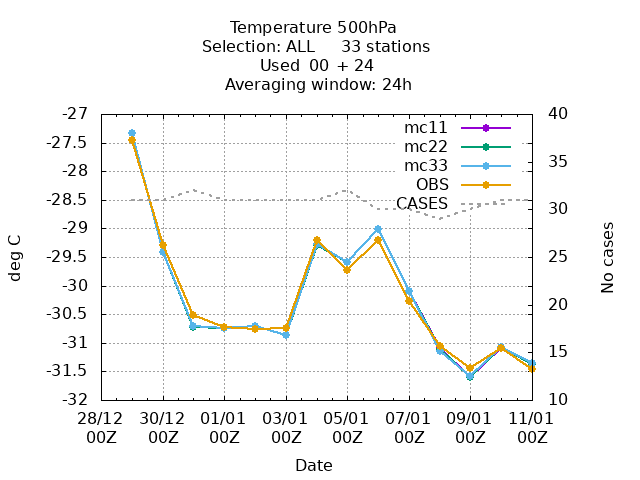 Temperature 500hPa
Selection: ALL 33 stations
Used 00 + 24
Averaging window: 24h
-27
-27.5
-28
-28.5
-29
-29.5
-30
-30.5
-31
-31.5
-32
40
35
30
25
20
15
10
mc11
mc22
mc33
OBS
CASES
deg C
No cases
28/12 30/12 01/01 03/01 05/01 07/01 09/01 11/01
00Z 00Z 00Z 00Z 00Z 00Z 00Z 00Z
Date